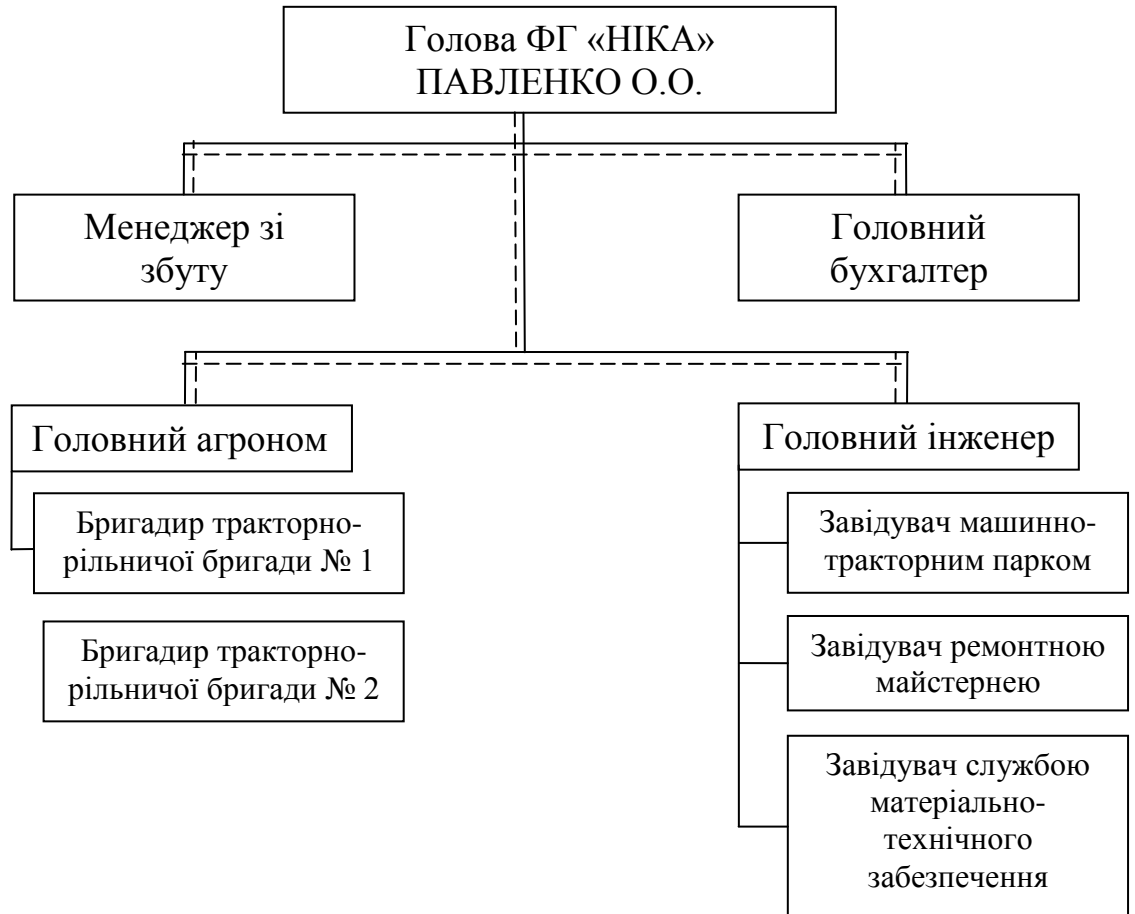 Голова ФГ «НІКА»
ПАВЛЕНКО О.О.
Менеджер зі
збуту
Головний
бухгалтер
Головний агроном
Бригадир тракторно-
рільничої бригади № 1
Бригадир тракторно-
рільничої бригади № 2
Головний інженер
Завідувач машинно-
тракторним парком
Завідувач ремонтною
майстернею
Завідувач службою
матеріально-
технічного
забезпечення